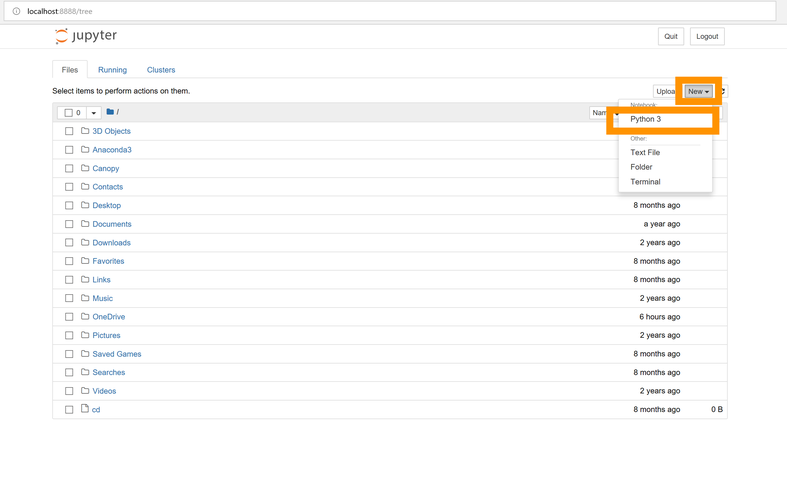 localhost:8888/tree
jupyter
Quit Logout
Files Running Clusters
Select items to perform actions on them.
New
0 /
Notebook:
Python 3
Other:
Text File
Folder
Terminal
3D Objects
Anaconda3
Canopy
Contacts
Desktop 8 months ago
Documents a year ago
Downloads 2 years ago
Favorites 8 months ago
Links 8 months ago
Music 2 years ago
OneDrive 6 hours ago
Pictures 2 years ago
Saved Games 8 months ago
Searches 8 months ago
Videos 2 years ago
cd 8 months ago 0 B